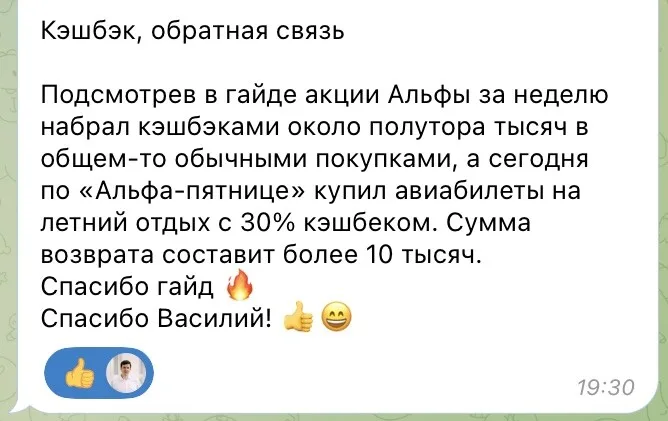 Кэшбэк, обратная связь
Подсмотрев в гайде акции Альфы за неделю
набрал кэшбэками около полутора тысяч в
общем-то обычными покупками, а сегодня
по «Альфа-пятнице» купил авиабилеты на
летний отдых с 30% кэшбеком. Сумма
возврата составит более 10 тысяч.
Спасибо гайд 🔥
Спасибо Василий! 👍😄
19:30